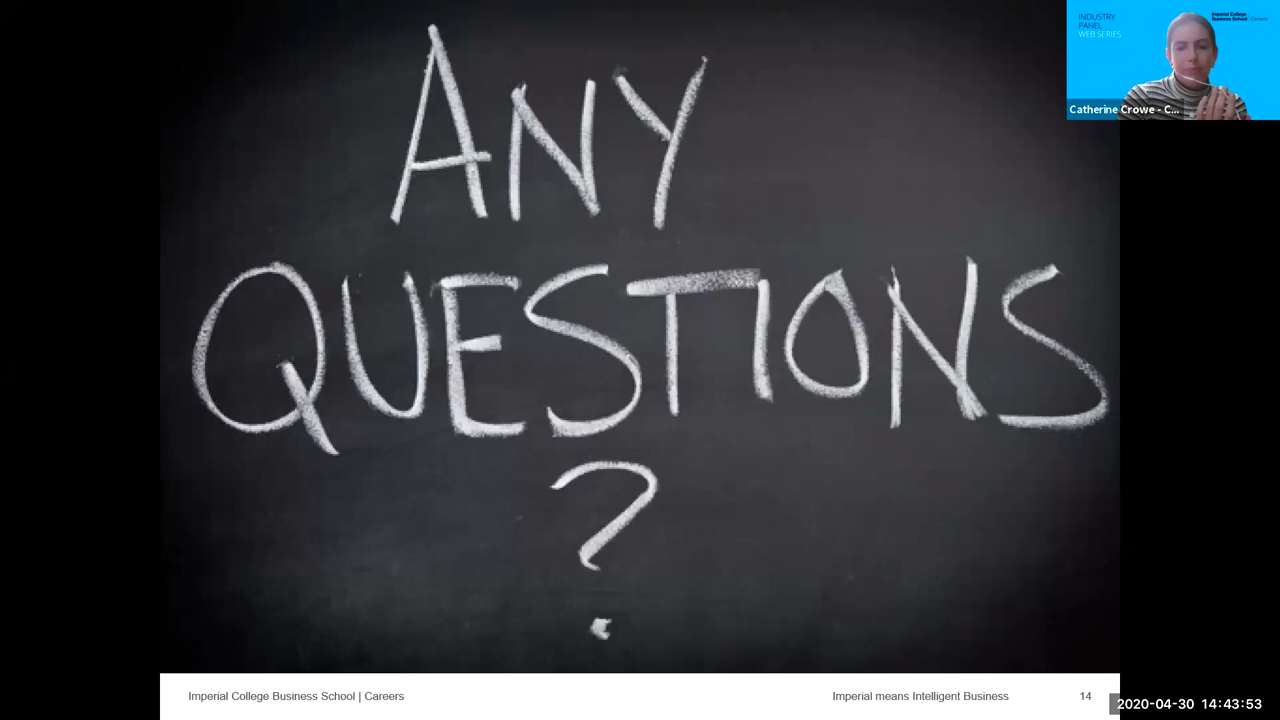 INDUSTRY
PANEL
WEB SERIES
Imperial College
Business School | Careers
Catherine Crowe - C...
ANY
QUESTIONS
?
Imperial College Business School | Careers
Imperial means Intelligent Business
14
2020-04-30 14:43:53